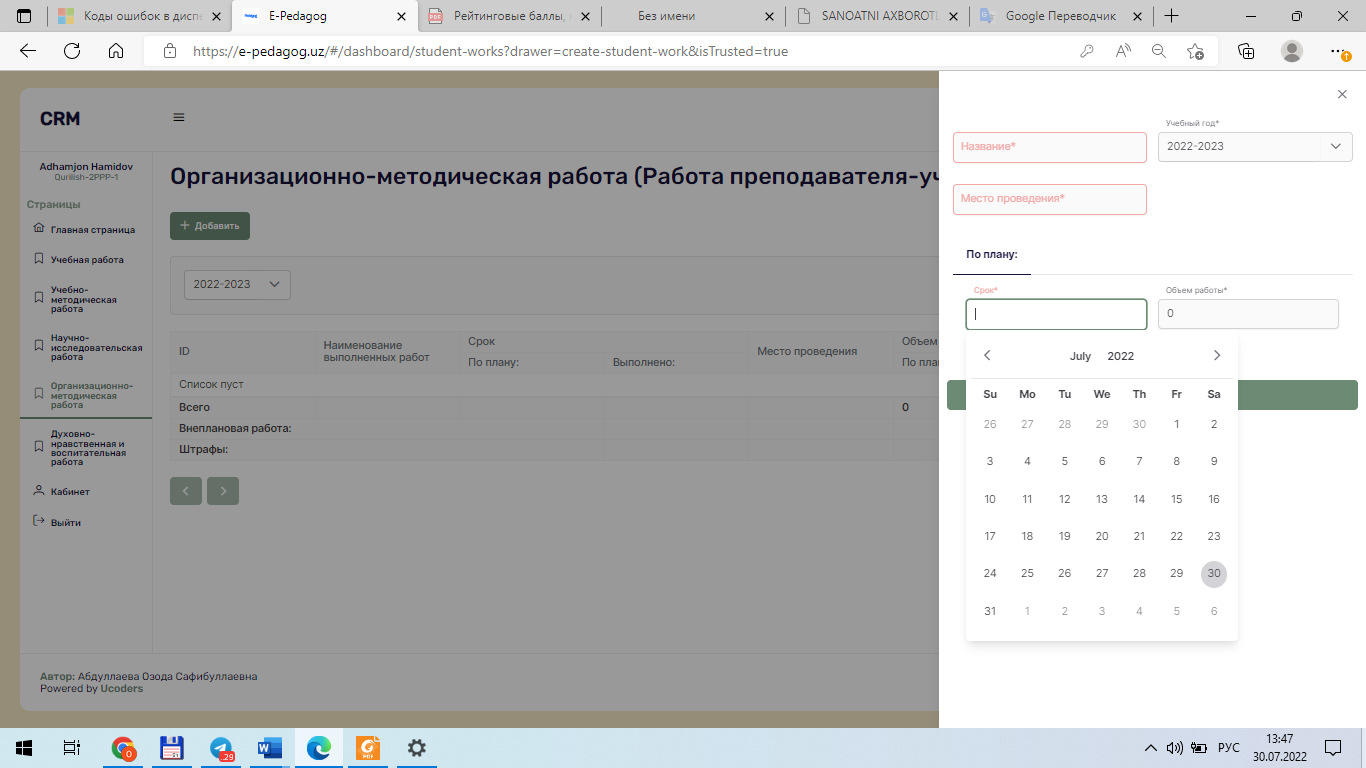 Коды ошибок в диспе
E-Pedagog
Рейтинговые баллы,
Без имени
SANOATNI AXBOROTL
Google Переводчик
https://e-pedagog.uz/#/dashboard/student-works?drawer=create-student-work&isTrusted=true
CRM
Adhamjon Hamidov
Qurilish-2PPP-1
Страницы
Главная страница
Учебная работа
Учебно-
методическая
работа
Научно-
исследовательская
работа
Организационно-
методическая
работа
Духовно-
нравственная и
воспитательная
работа
Кабинет
Выйти
Организационно-методическая работа (Работа преподавателя-уч
+ Добавить
2022-2023
ID
Наименование
выполненных работ
Срок
По плану:
Выполнено:
Место проведения
Объем
По план
Список пуст
Всего
0
Внеплановая работа:
Штрафы:
Автор: Абдуллаева Озода Сафибуллаевна
Powered by Ucoders
Название*
Учебный год*
2022-2023
Место проведения*
По плану:
Срок*
Объем работы*
0
July 2022
Su Mo Tu We Th Fr Sa
26 27 28 29 30 1 2
3 4 5 6 7 8 9
10 11 12 13 14 15 16
17 18 19 20 21 22 23
24 25 26 27 28 29 30
31 1 2 3 4 5 6
0
51
29
PDF
РУС
13:47
30.07.2022